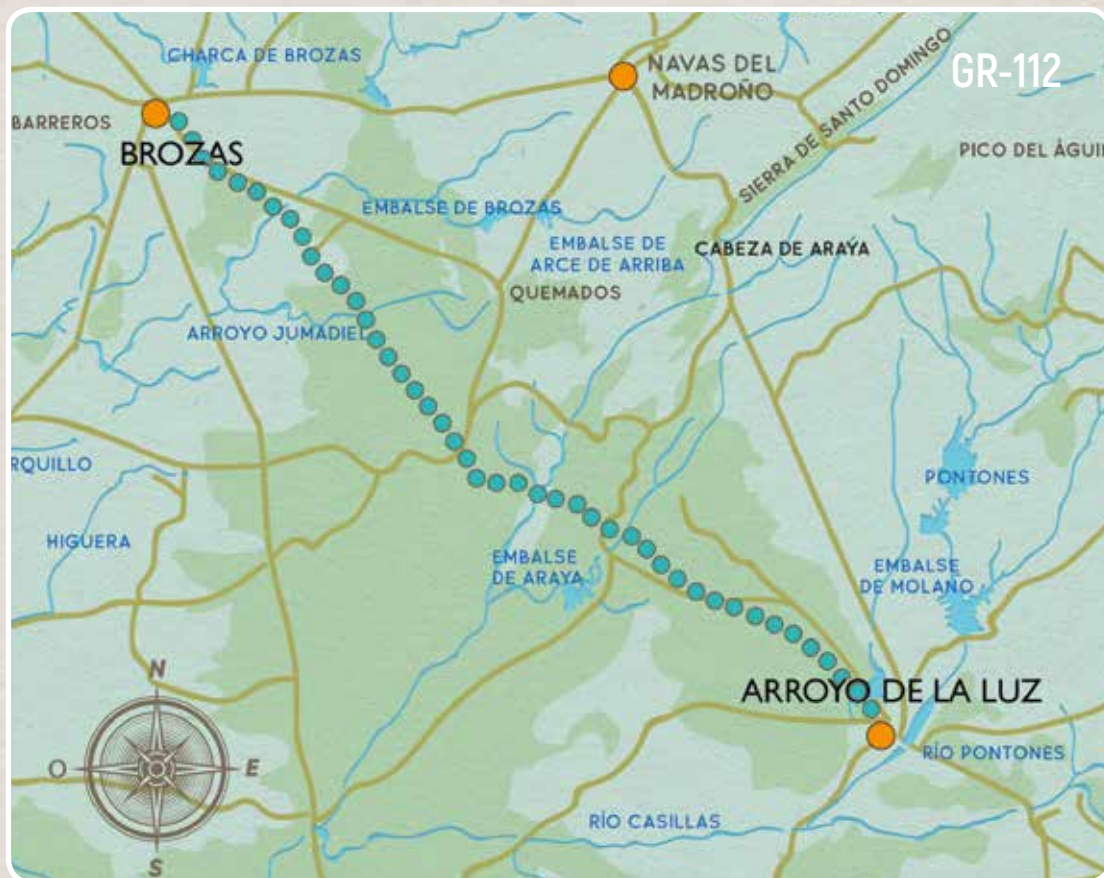 CHARCA DE BROZAS
NAVAS DEL
MADROÑO
GR-112
BARREROS
BROZAS
SIERRA DE SANTO DOMINGO
PICO DEL ÁGUI
EMBALSE DE BROZAS
EMBALSE DE
ARCE DE ARRIBA
CABEZA DE ARAYA
QUEMADOS
ARROYO JUMADIEL
RQUILLO
PONTONES
HIGUERA
EMBALSE
DE ARAYA
EMBALSE
DE MOLANO
N
ARROYO DE LA LUZ
O
E
RÍO PONTONES
RÍO CASILLAS
S